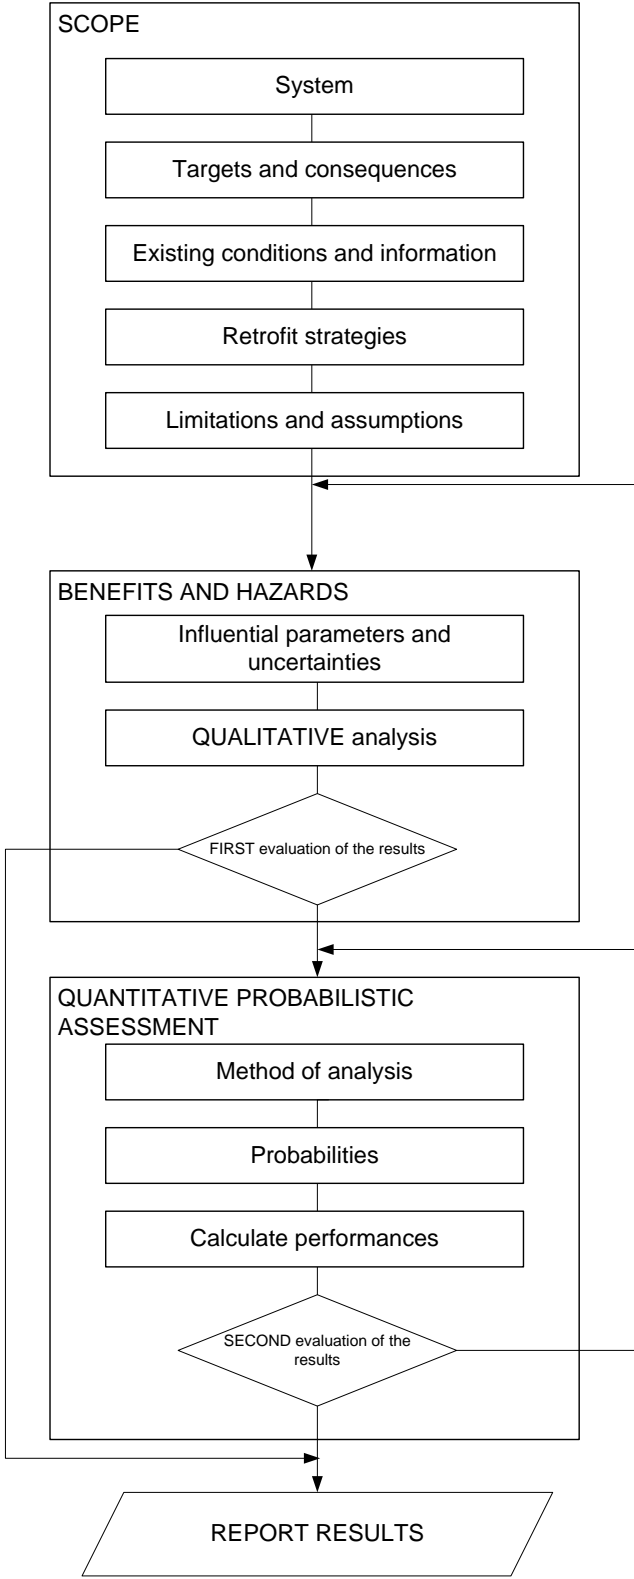 SCOPE
System
Targets and consequences
Existing conditions and information
Retrofit strategies
Limitations and assumptions
BENEFITS AND HAZARDS
Influential parameters and
uncertainties
QUALITATIVE analysis
FIRST evaluation of the results
QUANTITATIVE PROBABILISTIC
ASSESSMENT
Method of analysis
Probabilities
Calculate performances
SECOND evaluation of the
results
REPORT RESULTS